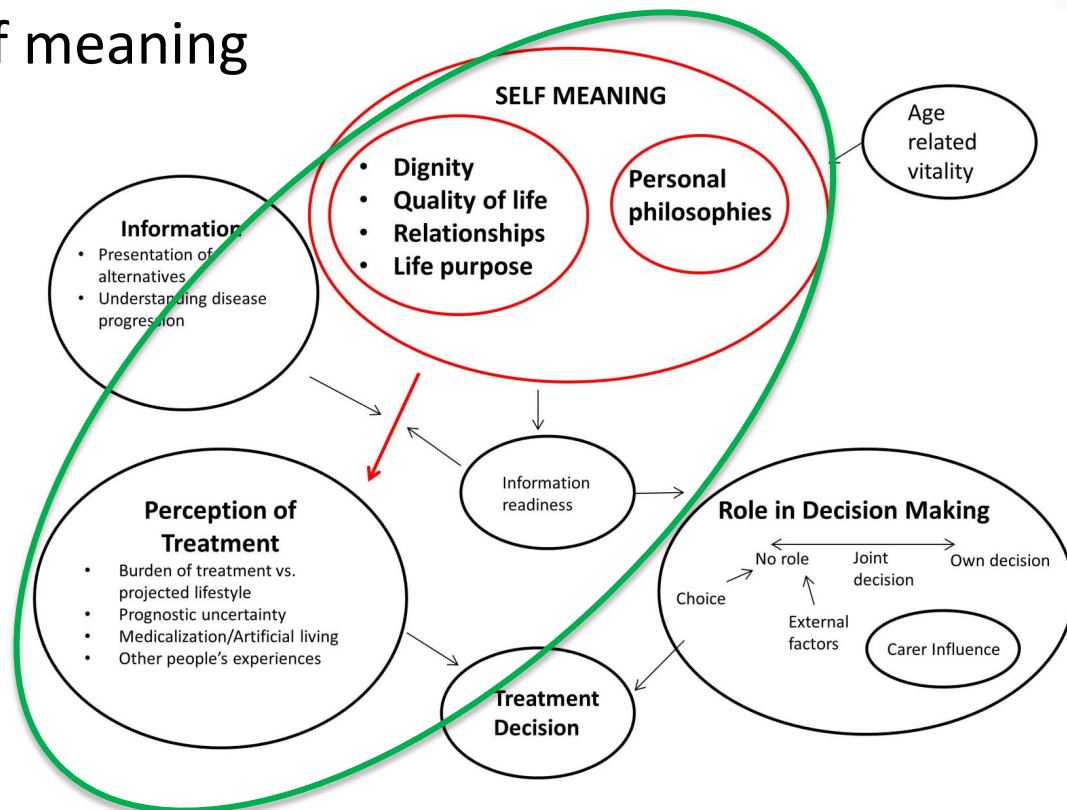 f meaning
SELF MEANING
• Dignity
• Quality of life
• Relationships
• Life purpose
Personal
philosophies
Age
related
vitality
Information
• Presentation of
alternatives
• Understanding disease
progression
Information
readiness
Perception of
Treatment
• Burden of treatment vs.
projected lifestyle
• Prognostic uncertainty
• Medicalization/Artificial living
• Other people's experiences
Role in Decision Making
No role
Joint
decision
Own decision
Choice
External
factors
Carer Influence
Treatment
Decision